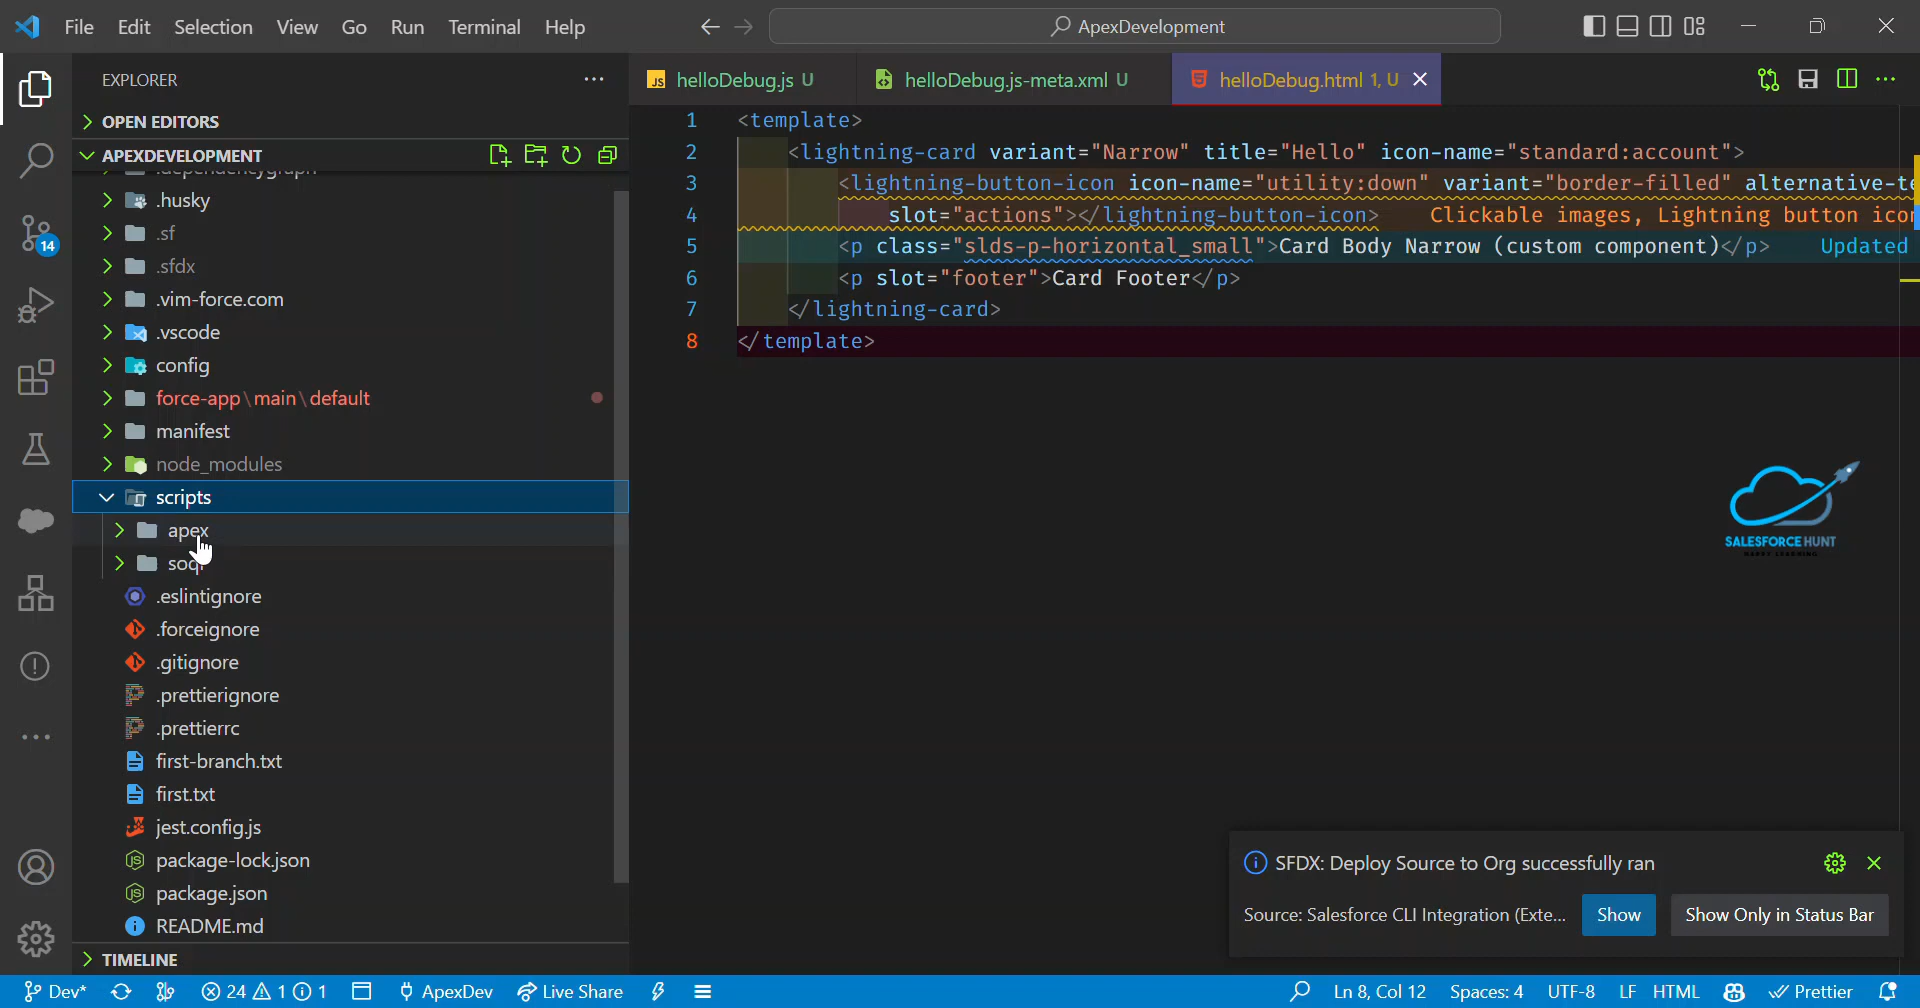 File Edit Selection View Go Run Terminal Help ApexDevelopment
EXPLORER
helloDebug.js U helloDebug.js-meta.xml U helloDebug.html 1, U
OPEN EDITORS
APEXDEVELOPMENT
.dependencygraph
.husky
.sf
.sfdx
.vim-force.com
.vscode
config
force-app\main\default
manifest
node_modules
scripts
apex
soql
.eslintignore
.forceignore
.gitignore
.prettierignore
.prettierrc
first-branch.txt
first.txt
jest.config.js
package-lock.json
package.json
README.md
TIMELINE
14
1 <template>
2 <lightning-card variant="Narrow" title="Hello" icon-name="standard:account">
3 <lightning-button-icon icon-name="utility:down" variant="border-filled" alternative-te
4 slot="actions"></lightning-button-icon> Clickable images, Lightning button icon
5 <p class="slds-p-horizontal_small">Card Body Narrow (custom component)</p> Updated
6 <p slot="footer">Card Footer</p>
7 </lightning-card>
8 </template>
SALESFORCE HUNT
HAPPY LEARNING
SFDX: Deploy Source to Org successfully ran
Source: Salesforce CLI Integration (Exte... Show Show Only in Status Bar
Dev* 24 1 1 ApexDev Live Share Ln 8, Col 12 Spaces: 4 UTF-8 LF HTML Prettier